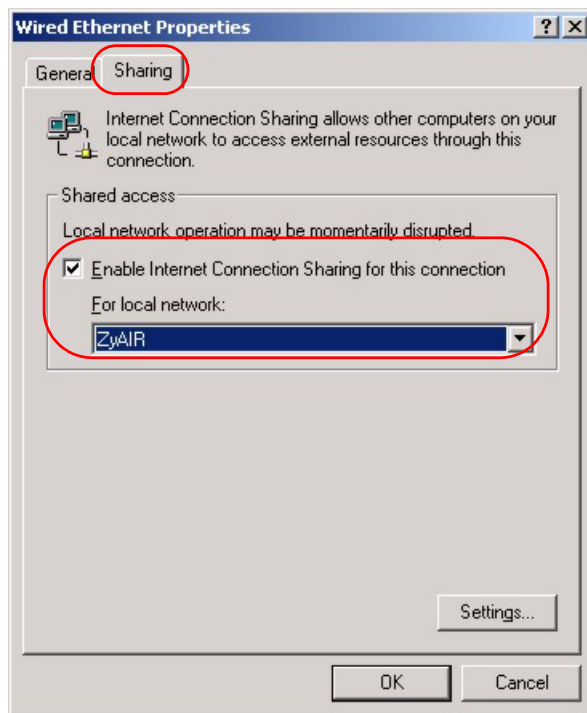 Wired Ethernet Properties
General
Sharing
Internet Connection Sharing allows other computers on your
local network to access external resources through this
connection.
Shared access
Local network operation may be momentarily disrupted.
Enable Internet Connection Sharing for this connection
For local network:
ZyAIR
Settings...
OK
Cancel